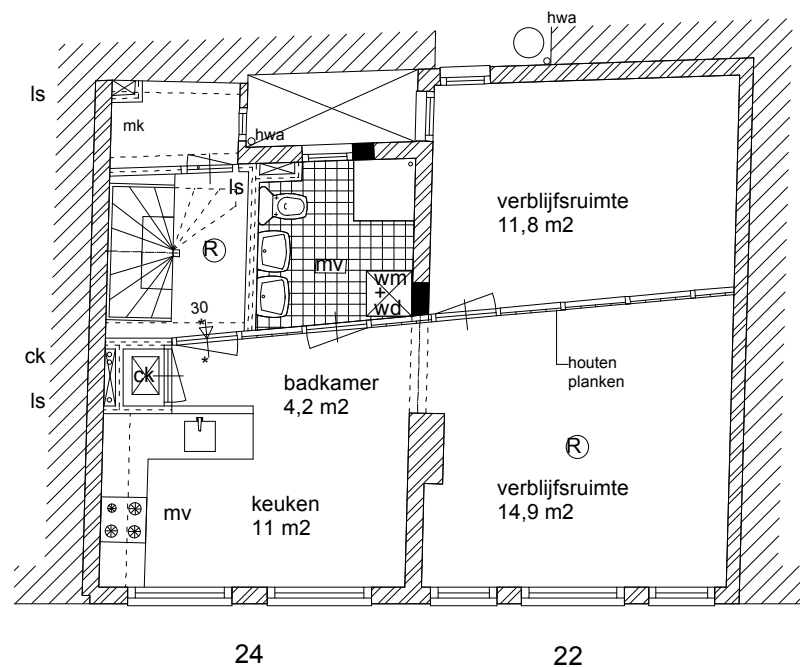 hwa
ls
mk
hwa
ls
verblijfsruimte
11,8 m2
R
mv
wm
+
wd
30
*
*
houten
planken
ck
ck
badkamer
4,2 m2
ls
R
verblijfsruimte
14,9 m2
keuken
11 m2
mv
24
22